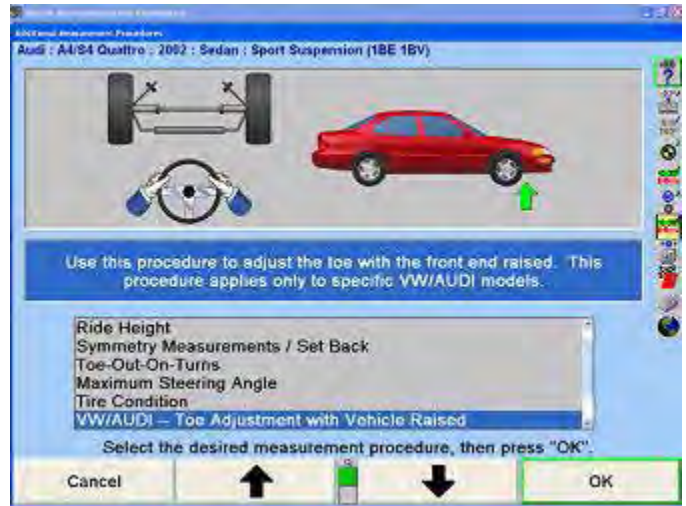 Additional Measurement Procedures
Audi : A4/S4 Quattro : 2002 : Sedan : Sport Suspension (1BE 1BV)
Use this procedure to adjust the toe with the front end raised. This
procedure applies only to specific VW/AUDI models.
Ride Height
Symmetry Measurements / Set Back
Toe-Out-On-Turns
Maximum Steering Angle
Tire Condition
VW/AUDI – Toe Adjustment with Vehicle Raised
Select the desired measurement procedure, then press "OK".
Cancel
OK